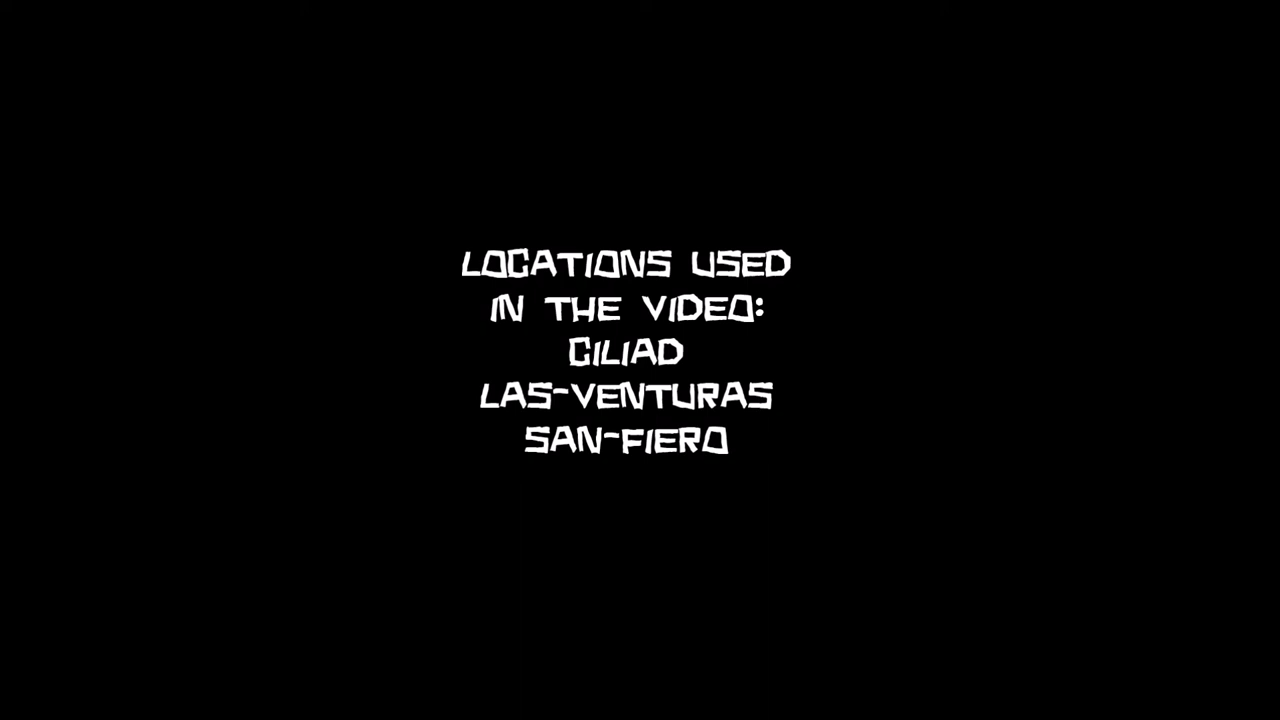 LOCATIONS USED
IN THE VIDEO:
CILIAD
LAS-VENTURAS
SAN-FIERO